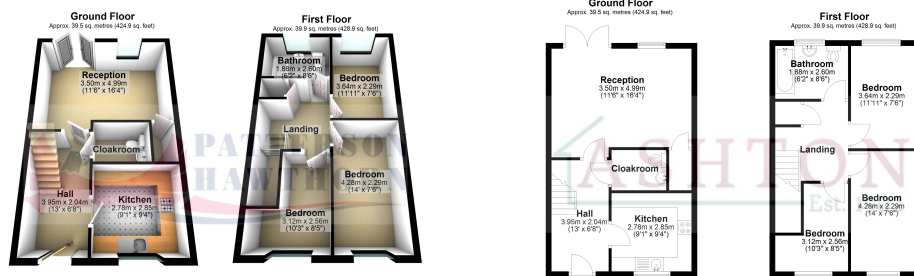 Ground Floor
Approx. 39.5 sq. metres (424.9 sq. feet)
Reception
3.50m x 4.99m
(11'6" x 16'4")
Cloakroom
Hall
3.95m x 2.04m
(13' x 6'8")
Kitchen
2.78m x 2.85m
(9'1" x 9'4")
First Floor
Approx. 39.9 sq. metres (428.9 sq. feet)
Bathroom
1.88m x 2.60m
(6'2" x 8'6")
Bedroom
3.64m x 2.29m
(11'11" x 7'6")
Landing
Bedroom
4.28m x 2.29m
(14' x 7'6")
Bedroom
3.12m x 2.56m
(10'3" x 8'5")
PATTERSON
HAWTHORN
Ground Floor
Approx. 39.5 sq. metres (424.9 sq. feet)
Reception
3.50m x 4.99m
(11'6" x 16'4")
Cloakroom
Hall
3.95m x 2.04m
(13' x 6'8")
Kitchen
2.78m x 2.85m
(9'1" x 9'4")
First Floor
Approx. 39.9 sq. metres (428.9 sq. feet)
Bathroom
1.88m x 2.60m
(6'2" x 8'6")
Bedroom
3.64m x 2.29m
(11'11" x 7'6")
Landing
Bedroom
4.28m x 2.29m
(14' x 7'6")
Bedroom
3.12m x 2.56m
(10'3" x 8'5")
ASHTON
Est.